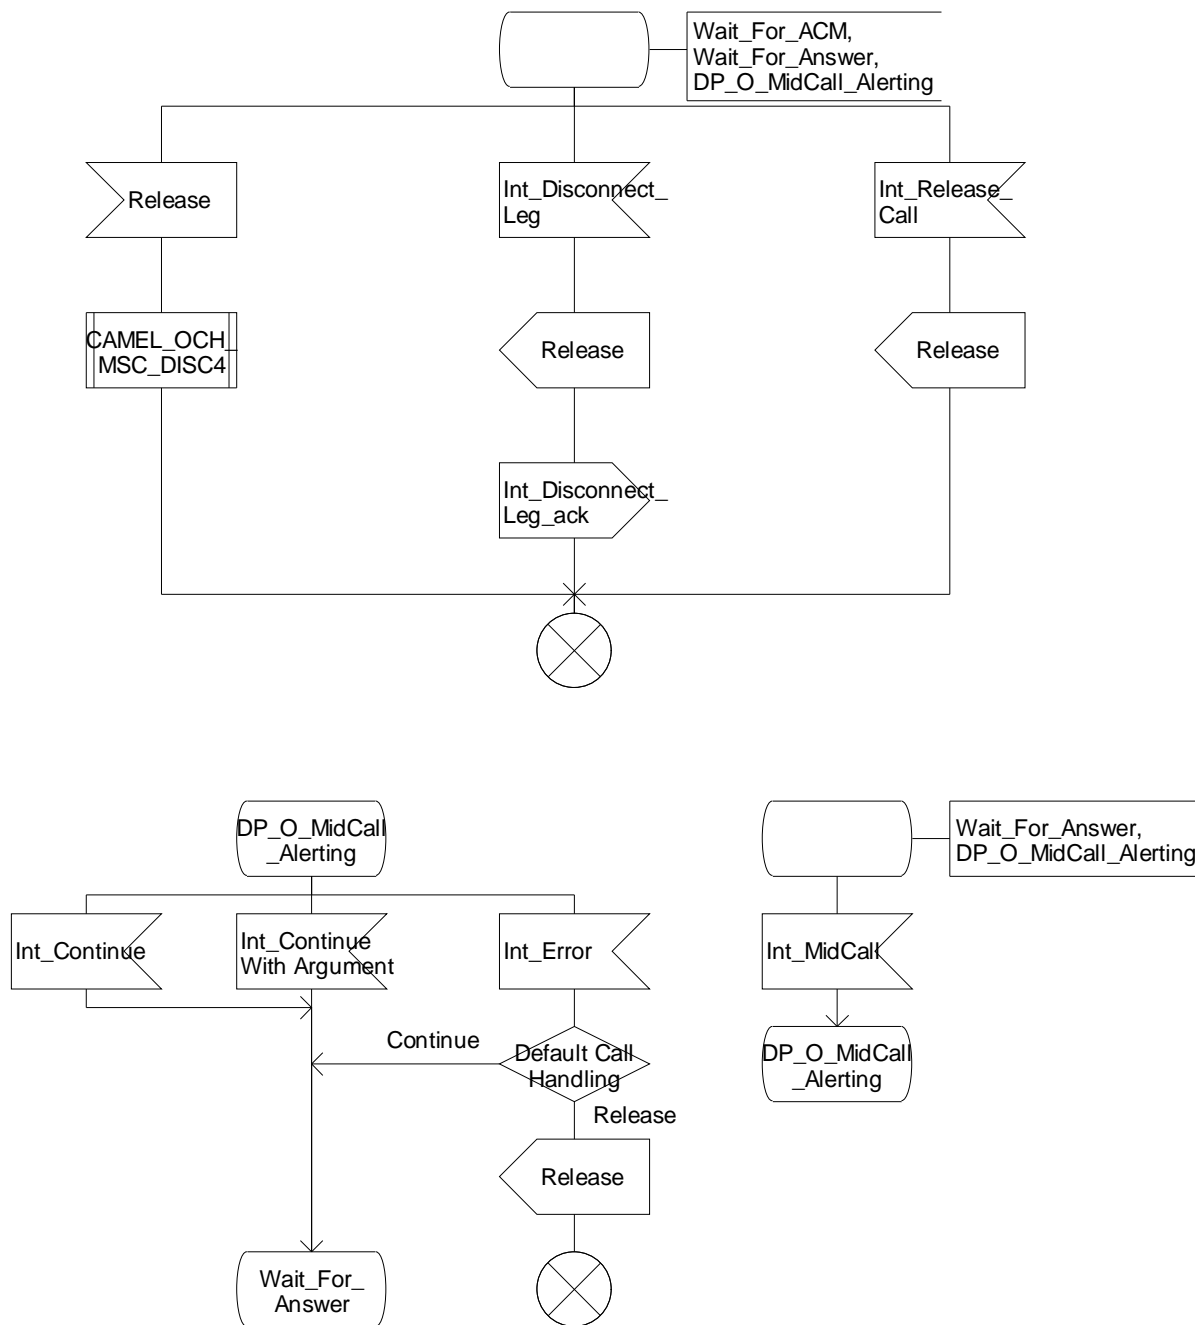 Wait_For_ACM,
Wait_For_Answer,
DP_O_MidCall_Alerting
Release
Int_Disconnect_
Leg
Int_Release_
Call
CAMEL_OCH_
MSC_DISC4
Release
Release
Int_Disconnect_
Leg_ack
DP_O_MidCall
_Alerting
Wait_For_Answer,
DP_O_MidCall_Alerting
Int_Continue
Int_Continue
With Argument
Int_Error
Int_MidCall
Continue
Default Call
Handling
DP_O_MidCall
_Alerting
Release
Release
Wait_For_
Answer